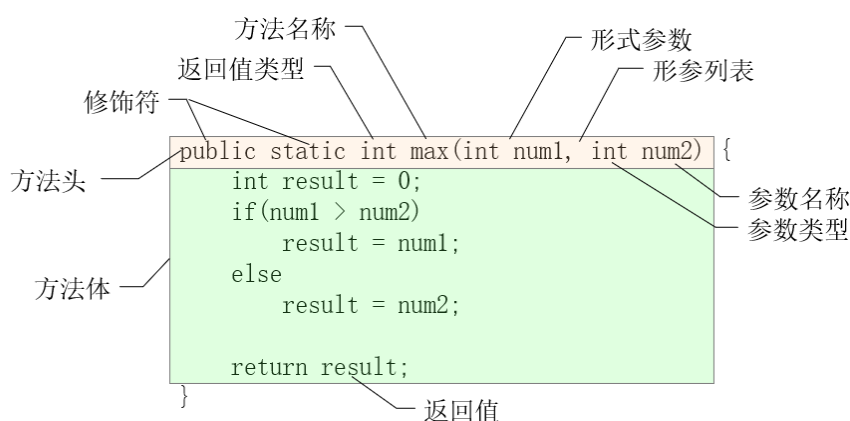 方法名称
形式参数
返回值类型
形参列表
修饰符
public static int max(int num1, int num2) {
方法头
int result = 0;
参数名称
if(num1 > num2)
参数类型
result = num1;
else
方法体
result = num2;
return result;
}
返回值